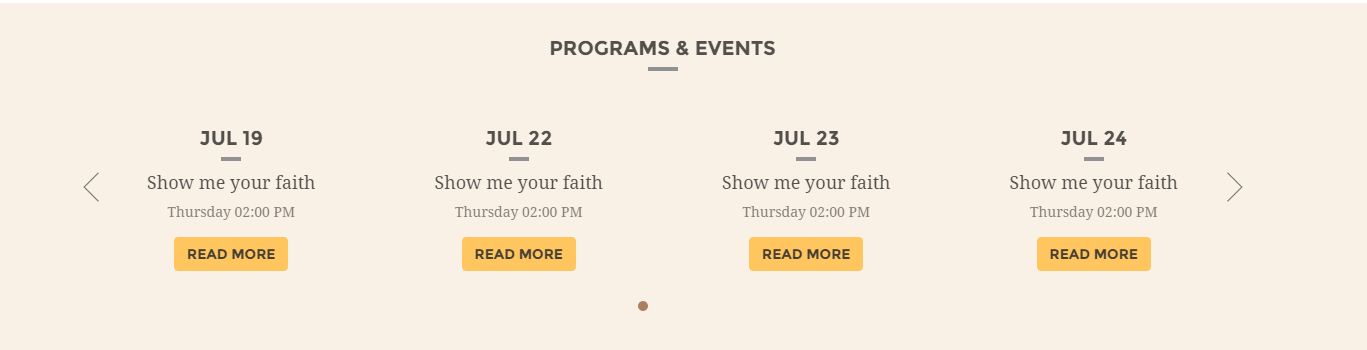 PROGRAMS & EVENTS
JUL 19
Show me your faith
Thursday 02:00 PM
READ MORE
JUL 22
Show me your faith
Thursday 02:00 PM
READ MORE
JUL 23
Show me your faith
Thursday 02:00 PM
READ MORE
JUL 24
Show me your faith
Thursday 02:00 PM
READ MORE